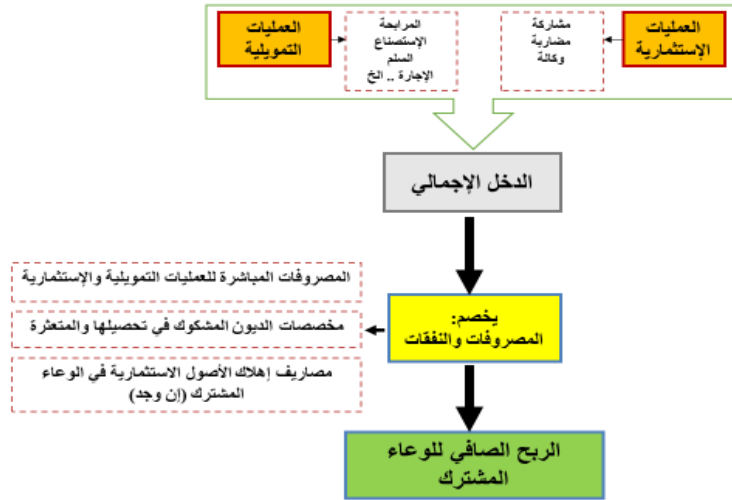 العمليات
الإستثمارية
مشاركة
مضاربة
وكالة
المرابحة
الإستصناع
السلم
الإجارة .. الخ
العمليات
التمويلية
الدخل الإجمالي
يخصم:
المصروفات والنفقات
المصروفات المباشرة للعمليات التمويلية والإستثمارية
مخصصات الديون المشكوك في تحصيلها والمتعثرة
مصاريف إهلاك الأصول الاستثمارية في الوعاء
المشترك (إن وجد)
الربح الصافي للوعاء
المشترك